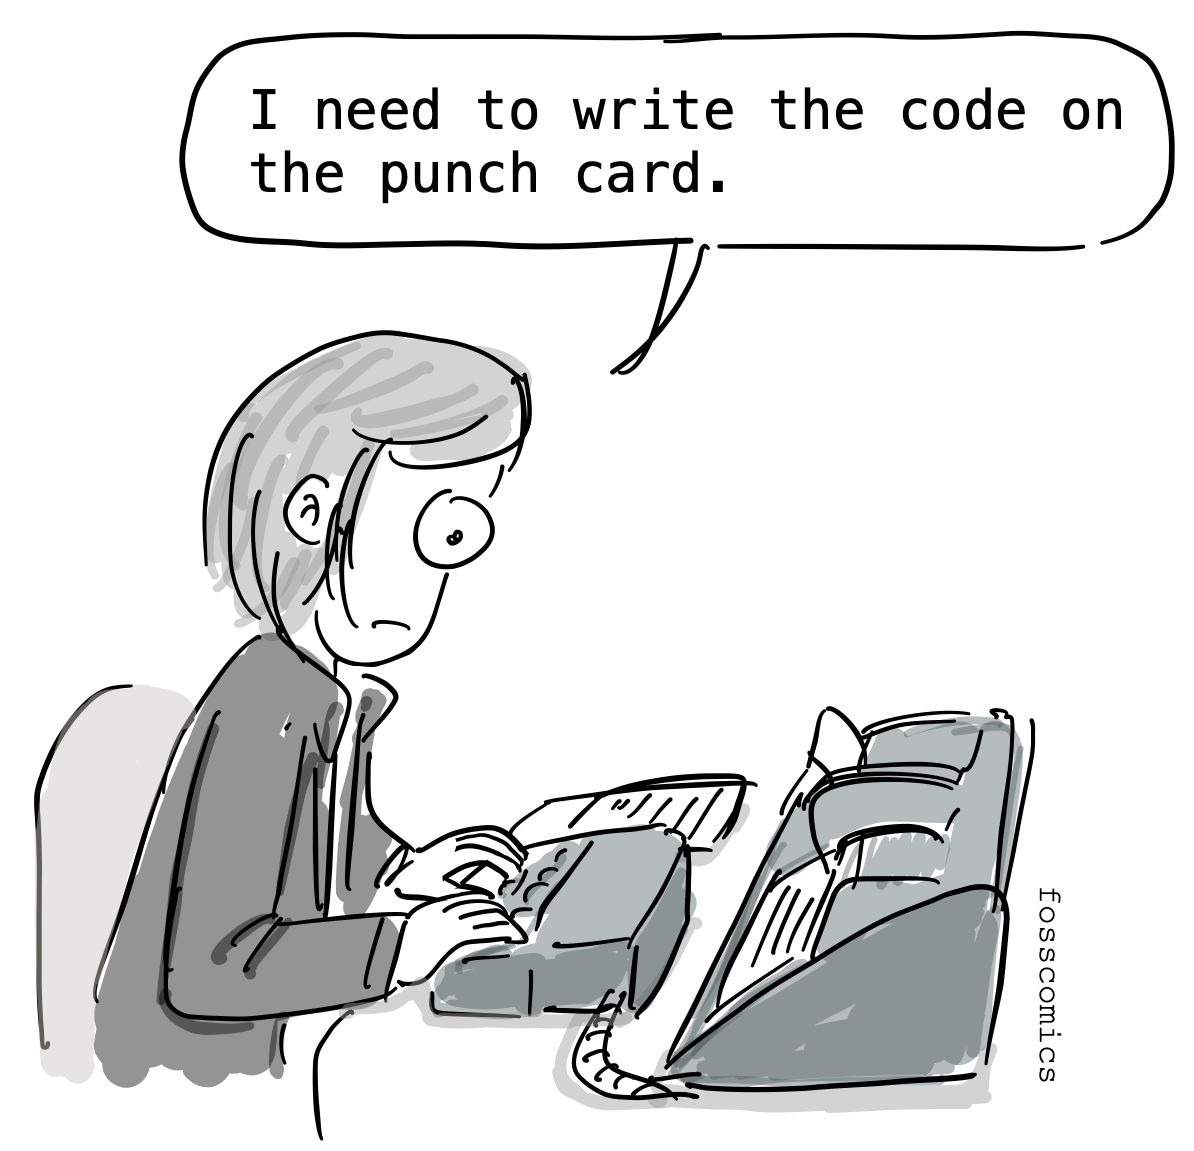 I need to write the code on
the punch card.
fosscomics